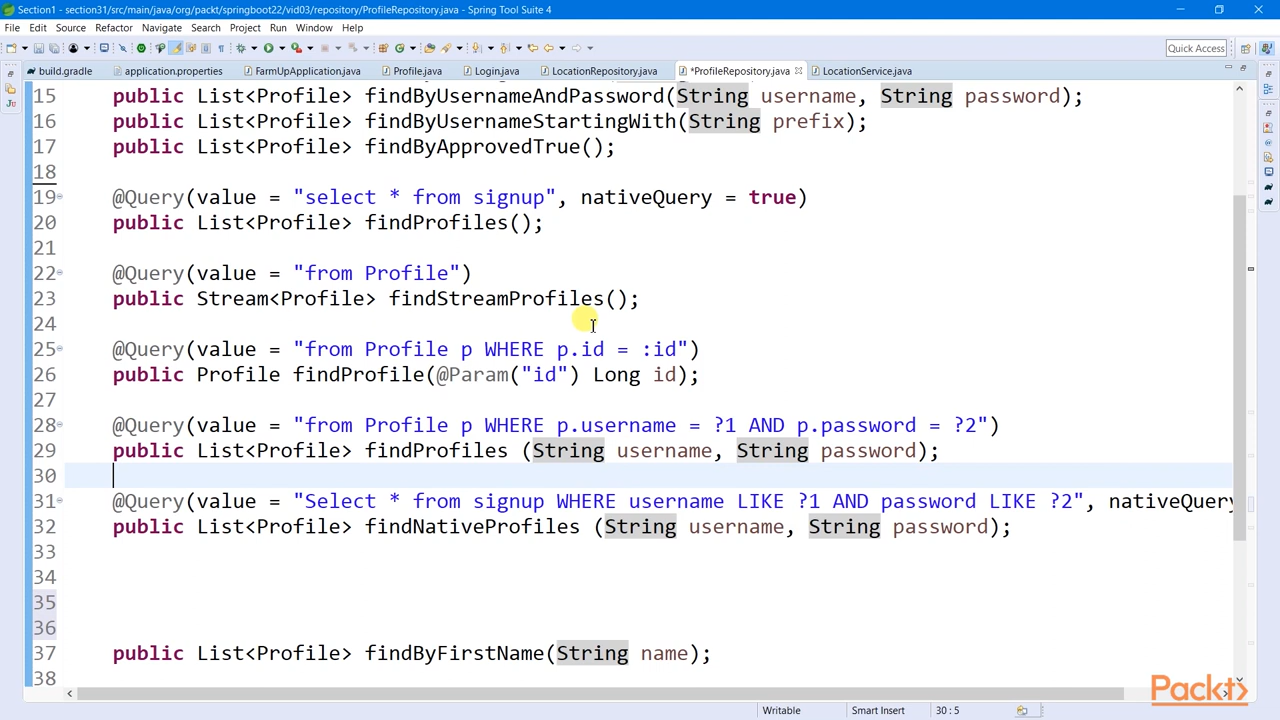 Section1 - section31/src/main/java/org/packt/springboot22/vid03/repository/ProfileRepository.java - Spring Tool Suite 4
File Edit Source Refactor Navigate Search Project Run Window Help
Quick Access
build.gradle application.properties FarmUpApplication.java Profile.java Login.java LocationRepository.java *ProfileRepository.java LocationService.java
15 public List<Profile> findByUsernameAndPassword(String username, String password);
16 public List<Profile> findByUsernameStartingWith(String prefix);
17 public List<Profile> findByApprovedTrue();
18
19 @Query(value = "select * from signup", nativeQuery = true)
20 public List<Profile> findProfiles();
21
22 @Query(value = "from Profile")
23 public Stream<Profile> findStreamProfiles();
24
25 @Query(value = "from Profile p WHERE p.id = :id")
26 public Profile findProfile(@Param("id") Long id);
27
28 @Query(value = "from Profile p WHERE p.username = ?1 AND p.password = ?2")
29 public List<Profile> findProfiles (String username, String password);
30
31 @Query(value = "Select * from signup WHERE username LIKE ?1 AND password LIKE ?2", nativeQuery
32 public List<Profile> findNativeProfiles (String username, String password);
33
34
35
36
37 public List<Profile> findByFirstName(String name);
38
Packt>
Writable Smart Insert 30 : 5